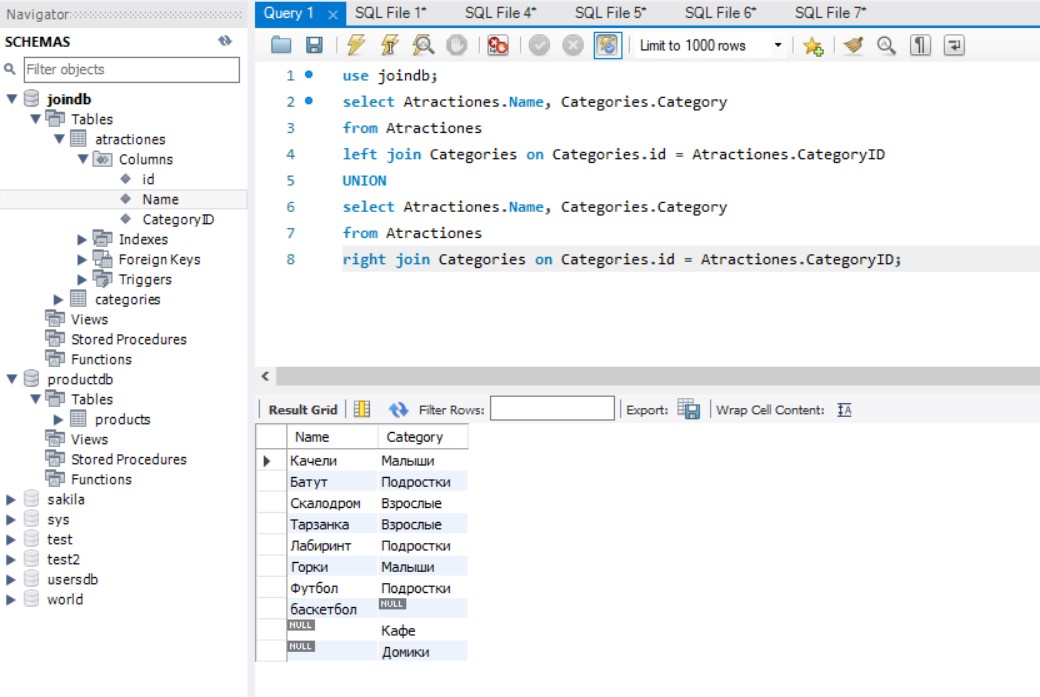 Navigator
SCHEMAS
Filter objects
joindb
Tables
atractiones
Columns
id
Name
CategoryID
Indexes
Foreign Keys
Triggers
categories
Views
Stored Procedures
Functions
productdb
Tables
products
Views
Stored Procedures
Functions
sakila
sys
test
test2
usersdb
world
Query 1 SQL File 1* SQL File 4* SQL File 5* SQL File 6* SQL File 7*
Limit to 1000 rows
1 use joindb;
2 select Atractiones.Name, Categories.Category
3 from Atractiones
4 left join Categories on Categories.id = Atractiones.CategoryID
5 UNION
6 select Atractiones.Name, Categories.Category
7 from Atractiones
8 right join Categories on Categories.id = Atractiones.CategoryID;
Result Grid Filter Rows: Export: Wrap Cell Content: IA
Name Category
Качели Малыши
Батут Подростки
Скалодром Взрослые
Тарзанка Взрослые
Лабиринт Подростки
Горки Малыши
Футбол Подростки
баскетбол NULL
NULL Кафе
NULL Домики